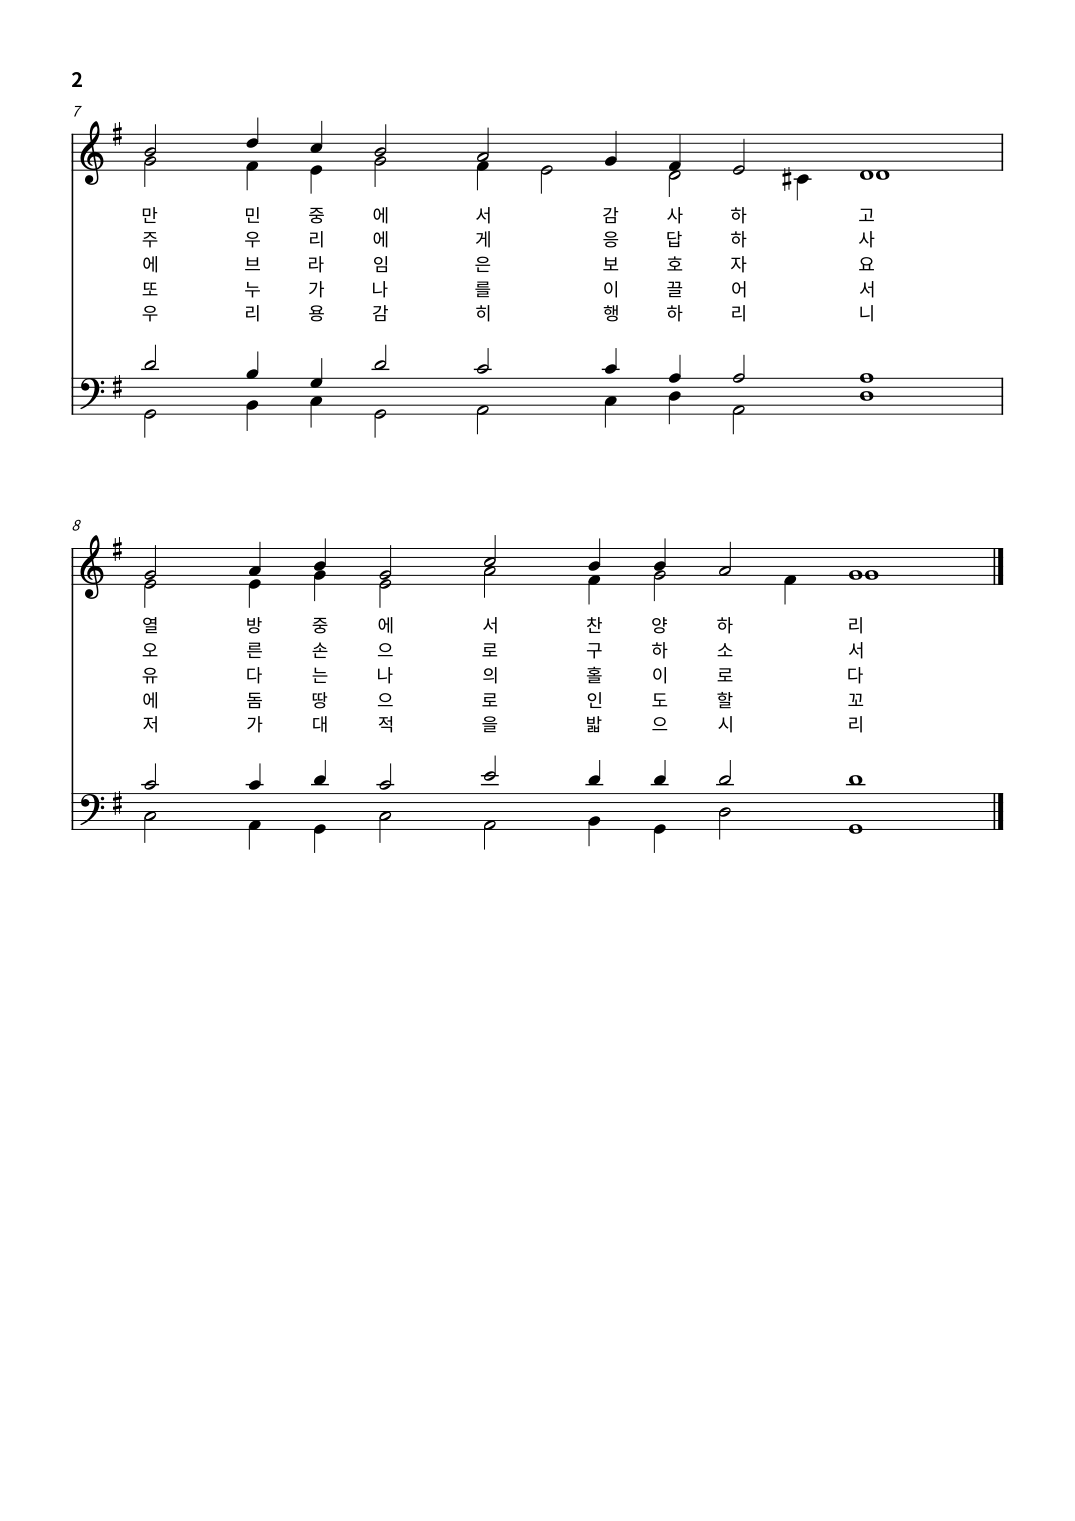 2
7
만 민 중 에 서 감 사 하 고
주 우 리 에 게 응 답 하 사
에 브 라 임 은 보 호 자 요
또 누 가 나 를 이 끌 어 서
우 리 용 감 히 행 하 리 니
8
열 방 중 에 서 찬 양 하 리
오 른 손 으 로 구 하 소 서
유 다 는 나 의 홀 이 로 다
에 돔 땅 으 로 인 도 할 꼬
저 가 대 적 을 밟 으 시 리